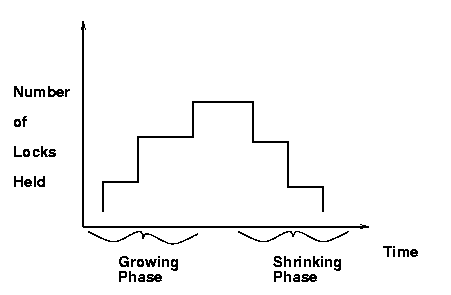 Number
of
Locks
Held
Time
Growing
Phase
Shrinking
Phase